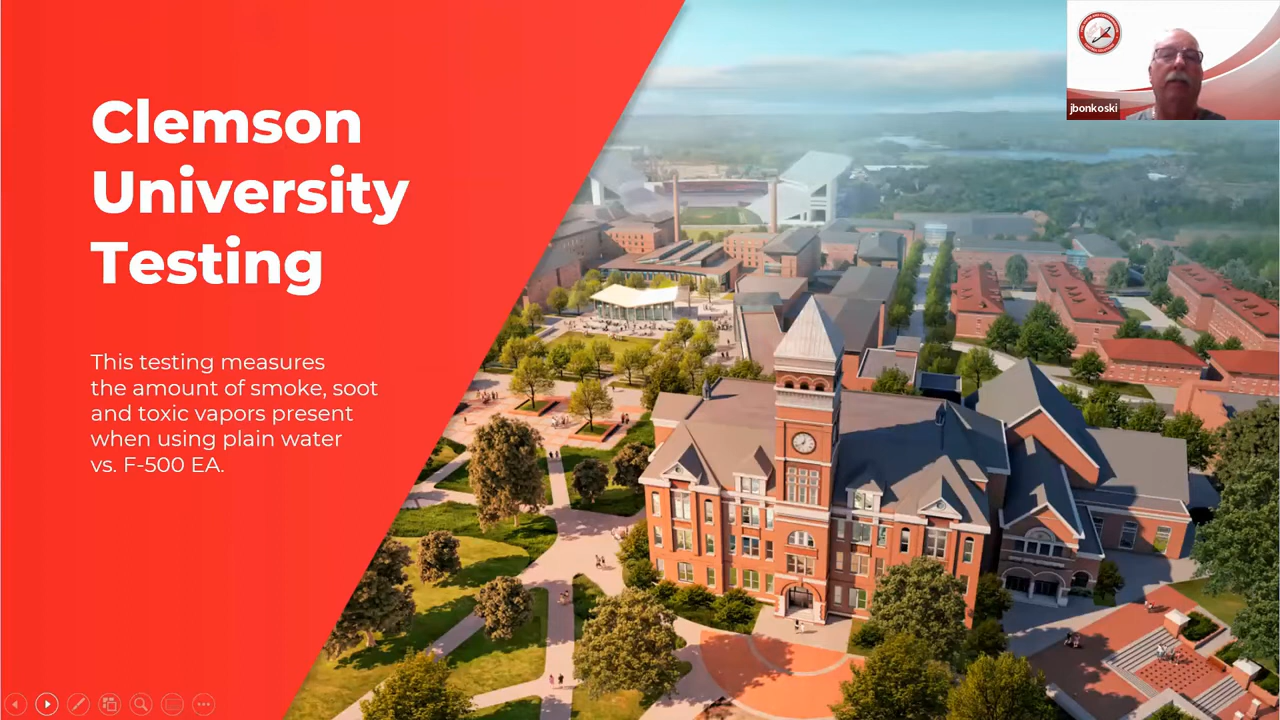 Clemson
University
Testing
This testing measures
the amount of smoke, soot
and toxic vapors present
when using plain water
vs. F-500 EA.
jbonkoski